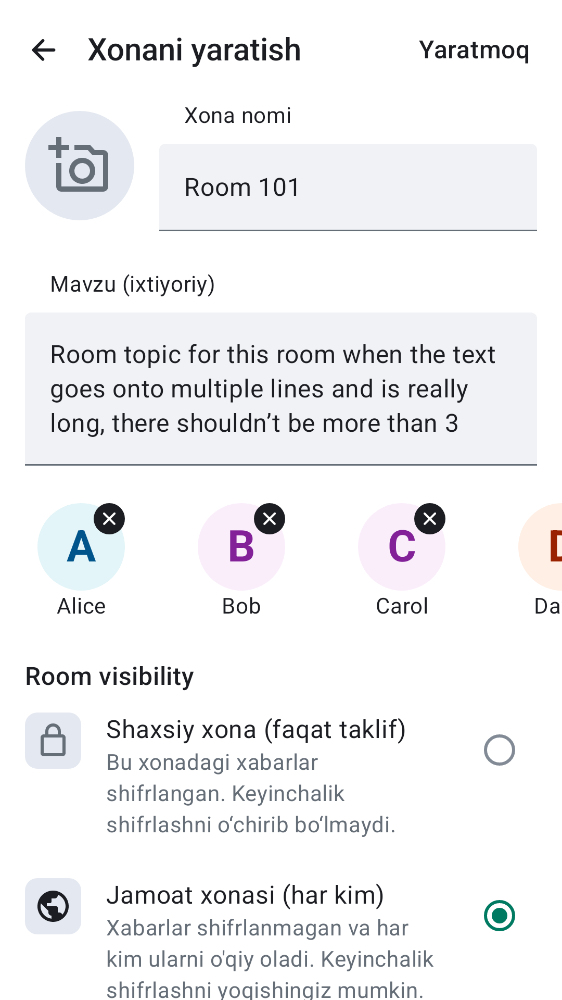 Xonani yaratish
Yaratmoq
Xona nomi
Room 101
Mavzu (ixtiyoriy)
Room topic for this room when the text
goes onto multiple lines and is really
long, there shouldn’t be more than 3
A
B
C
D
Alice
Bob
Carol
Da
Room visibility
Shaxsiy xona (faqat taklif)
Bu xonadagi xabarlar
shifrlangan. Keyinchalik
shifrlashni o‘chirib bo‘lmaydi.
Jamoat xonasi (har kim)
Xabarlar shifrlanmagan va har
kim ularni o'qiy oladi. Keyinchalik
shifrlashni yoqishingiz mumkin.